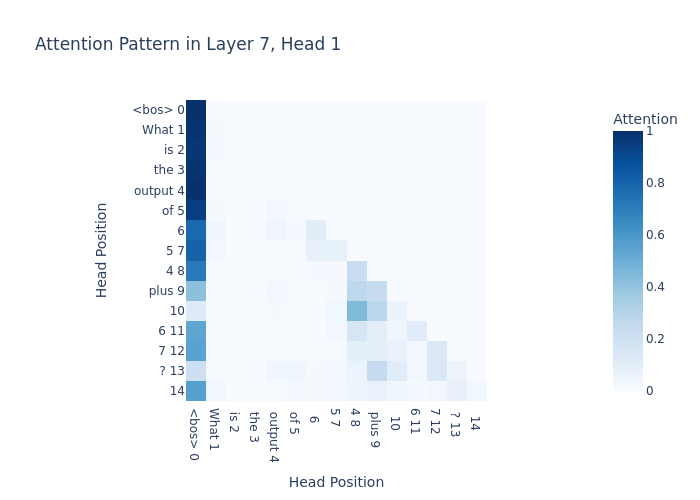 Attention Pattern in Layer 7, Head 1
Attention
<bos> 0
What 1
is 2
the 3
output 4
of 5
6
5 7
4 8
plus 9
10
6 11
7 12
? 13
14
Head Position
1
0.8
0.6
0.4
0.2
0
<bos> 0
What 1
is 2
the 3
output 4
of 5
6
5 7
4 8
plus 9
10
6 11
7 12
? 13
14
Head Position